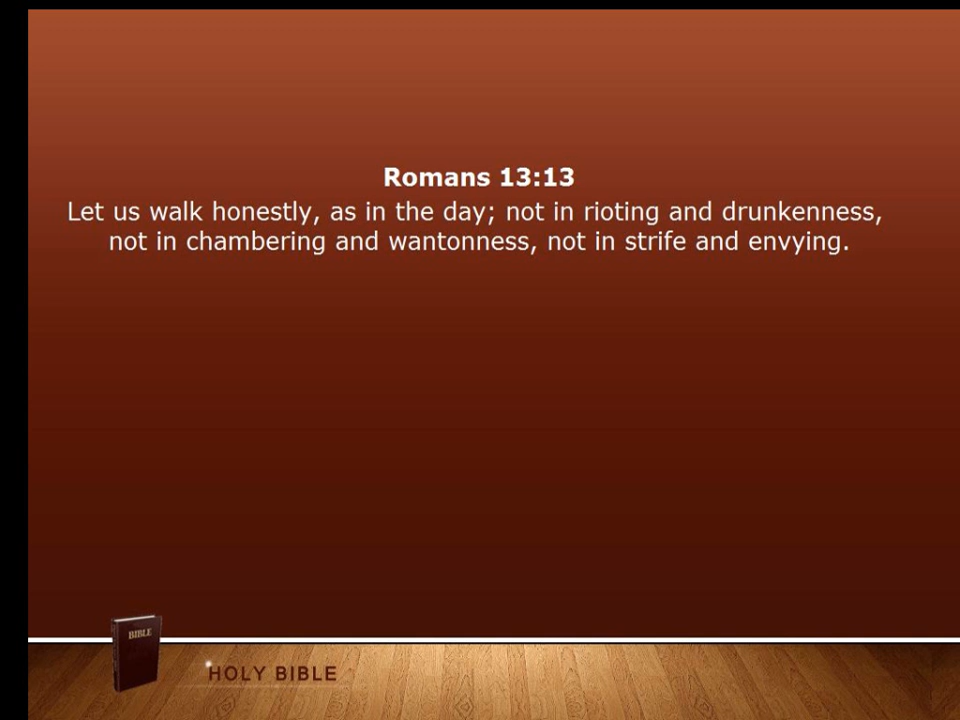 Romans 13:13
Let us walk honestly, as in the day; not in rioting and drunkenness,
not in chambering and wantonness, not in strife and envying.
BIBLE
HOLY BIBLE